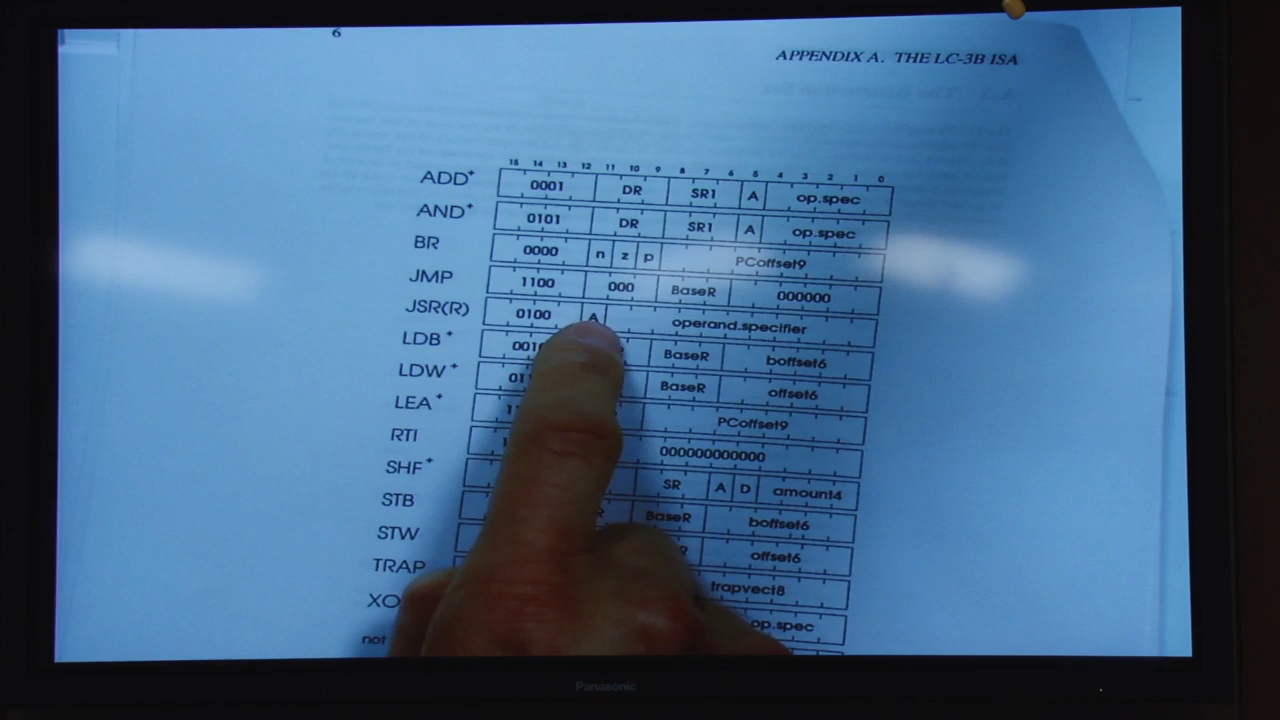 6
APPENDIX A. THE LC-3B ISA
15 14 13 12 11 10 9 8 7 6 5 4 3 2 1 0
ADD+ 0001 DR SR1 A op.spec
AND+ 0101 DR SR1 A op.spec
BR 0000 n z p PCoffset9
JMP 1100 000 BaseR 000000
JSR(R) 0100 A operand.specifier
LDB+ BaseR boffset6
LDW+ BaseR offset6
LEA+ PCoffset9
RTI 000000000000
SHF+ SR A D amount4
STB BaseR boffset6
STW offset6
TRAP trapvect8
op.spec
not
Panasonic